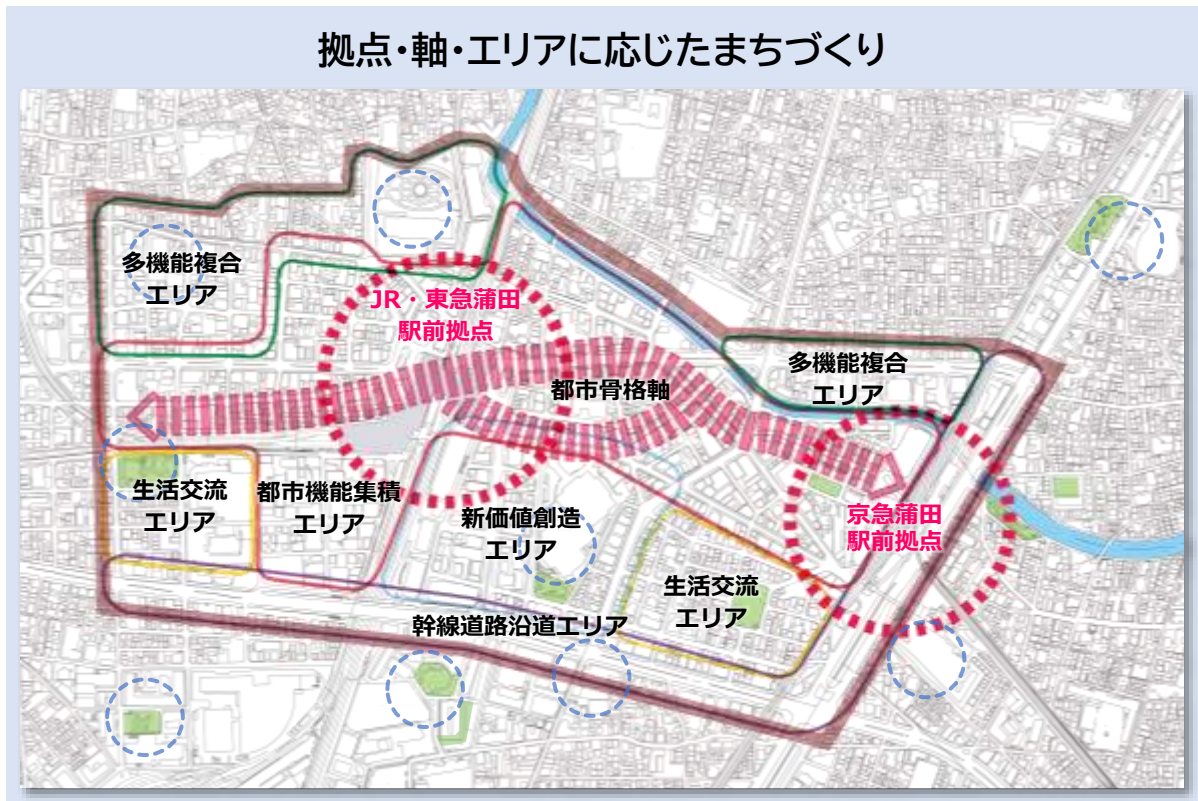 拠点・軸・エリアに応じたまちづくり
多機能複合
エリア
JR・東急蒲田
駅前拠点
都市骨格軸
多機能複合
エリア
生活交流
エリア
都市機能集積
エリア
新価値創造
エリア
京急蒲田
駅前拠点
生活交流
エリア
幹線道路沿道エリア